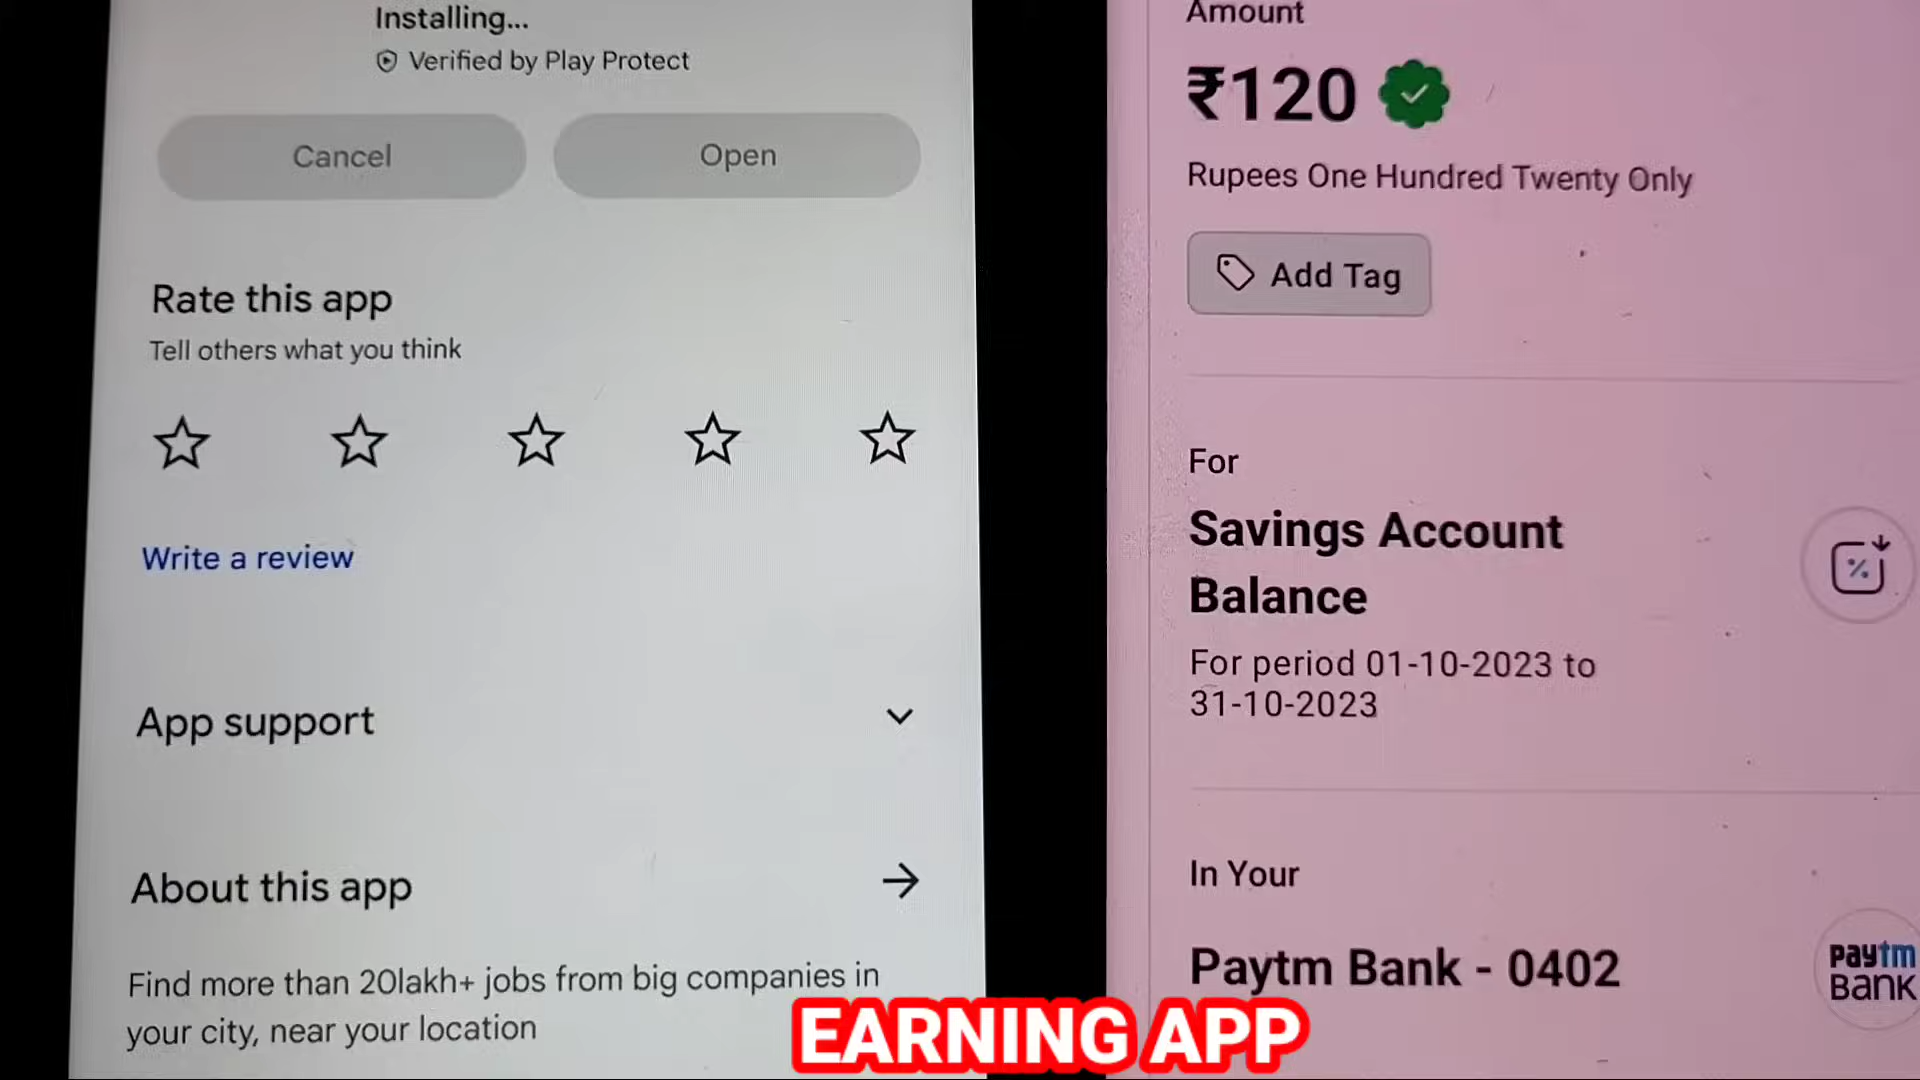 Installing...
Verified by Play Protect
Cancel
Open
Rate this app
Tell others what you think
Write a review
App support
About this app
Find more than 20lakh+ jobs from big companies in
your city, near your location
Amount
₹120
Rupees One Hundred Twenty Only
Add Tag
For
Savings Account
Balance
For period 01-10-2023 to
31-10-2023
In Your
Paytm Bank - 0402
paytm
BANK
EARNING APP